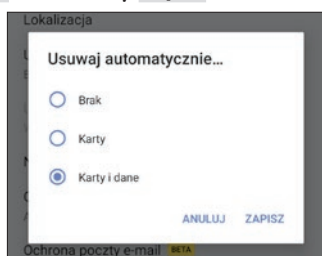 Lokalizacja
Usuwaj automatycznie...
Brak
Karty
Karty i dane
ANULUJ ZAPISZ
Ochrona poczty e-mail BETA